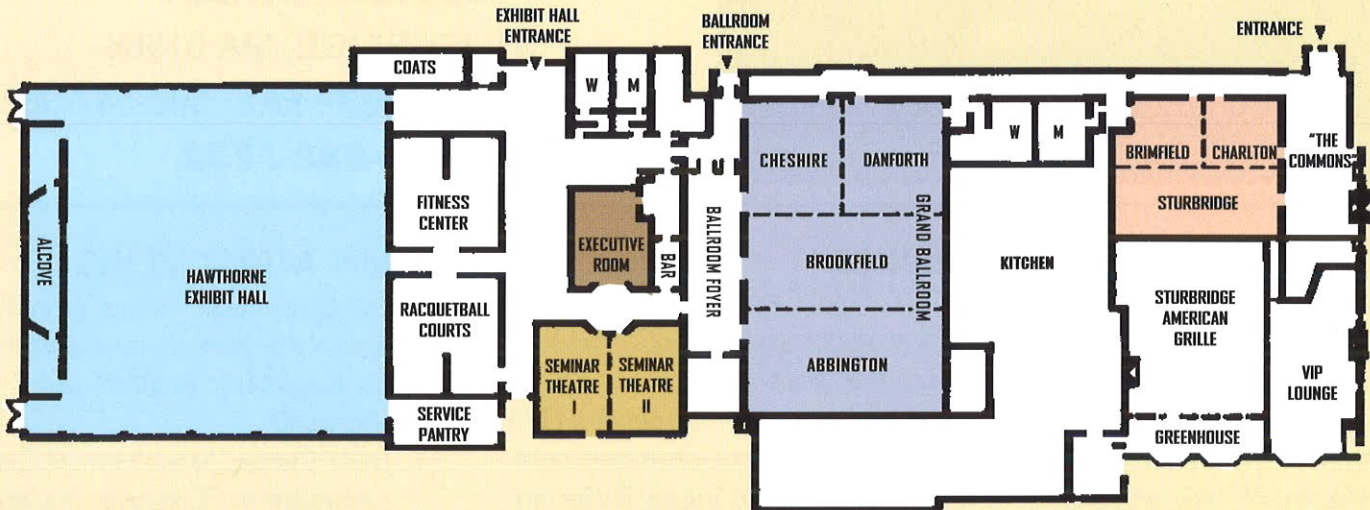 EXHIBIT HALL
ENTRANCE
BALLROOM
ENTRANCE
ENTRANCE
COATS
W
M
CHESHIRE
DANFORTH
W
M
BRIMFIELD
CHARLTON
"THE
COMMONS"
STURBRIDGE
FITNESS
CENTER
ALCOVE
HAWTHORNE
EXHIBIT HALL
EXECUTIVE
ROOM
BAR
BALLROOM FOYER
BROOKFIELD
GRAND BALLROOM
KITCHEN
RACQUETBALL
COURTS
STURBRIDGE
AMERICAN
GRILLE
SEMINAR
THEATRE
I
SEMINAR
THEATRE
II
ABBINGTON
VIP
LOUNGE
SERVICE
PANTRY
GREENHOUSE